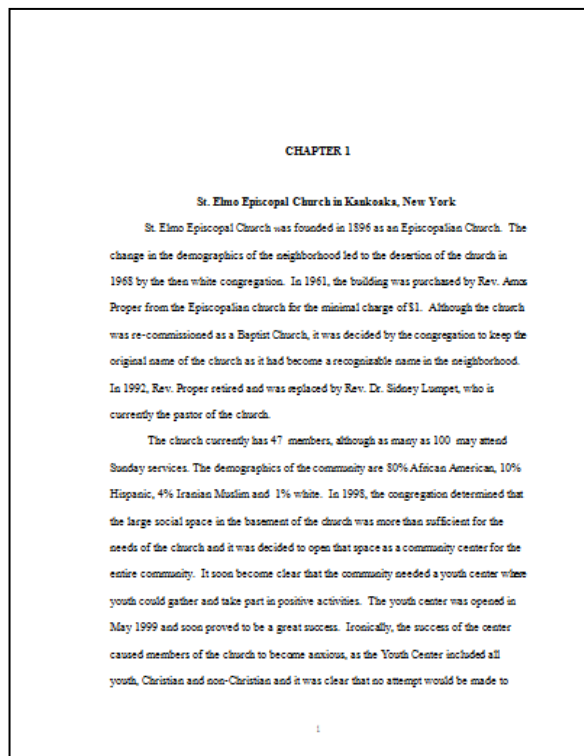 CHAPTER 1
St. Elmo Episcopal Church in Kankoaka, New York
St. Elmo Episcopal Church was founded in 1896 as an Episcopalian Church. The
change in the demographics of the neighborhood led to the desertion of the church in
1968 by the then white congregation. In 1961, the building was purchased by Rev. Amos
Proper from the Episcopalian church for the minimal charge of $1. Although the church
was re-commissioned as a Baptist Church, it was decided by the congregation to keep the
original name of the church as it had become a recognizable name in the neighborhood.
In 1992, Rev. Proper retired and was replaced by Rev. Dr. Sidney Lumpet, who is
currently the pastor of the church.
The church currently has 47 members, although as many as 100 may attend
Sunday services. The demographics of the community are 80% African American, 10%
Hispanic, 4% Iranian Muslim and 1% white. In 1998, the congregation determined that
the large social space in the basement of the church was more than sufficient for the
needs of the church and it was decided to open that space as a community center for the
entire community. It soon become clear that the community needed a youth center where
youth could gather and take part in positive activities. The youth center was opened in
May 1999 and soon proved to be a great success. Ironically, the success of the center
caused members of the church to become anxious, as the Youth Center included all
youth, Christian and non-Christian and it was clear that no attempt would be made to
1